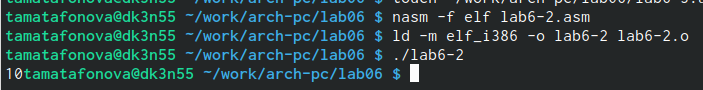 tamatafonova@dk3n55 ~/work/arch-pc/lab06 $ nasm -f elf lab6-2.asm
tamatafonova@dk3n55 ~/work/arch-pc/lab06 $ ld -m elf_i386 -o lab6-2 lab6-2.o
tamatafonova@dk3n55 ~/work/arch-pc/lab06 $ ./lab6-2
10tamatafonova@dk3n55 ~/work/arch-pc/lab06 $